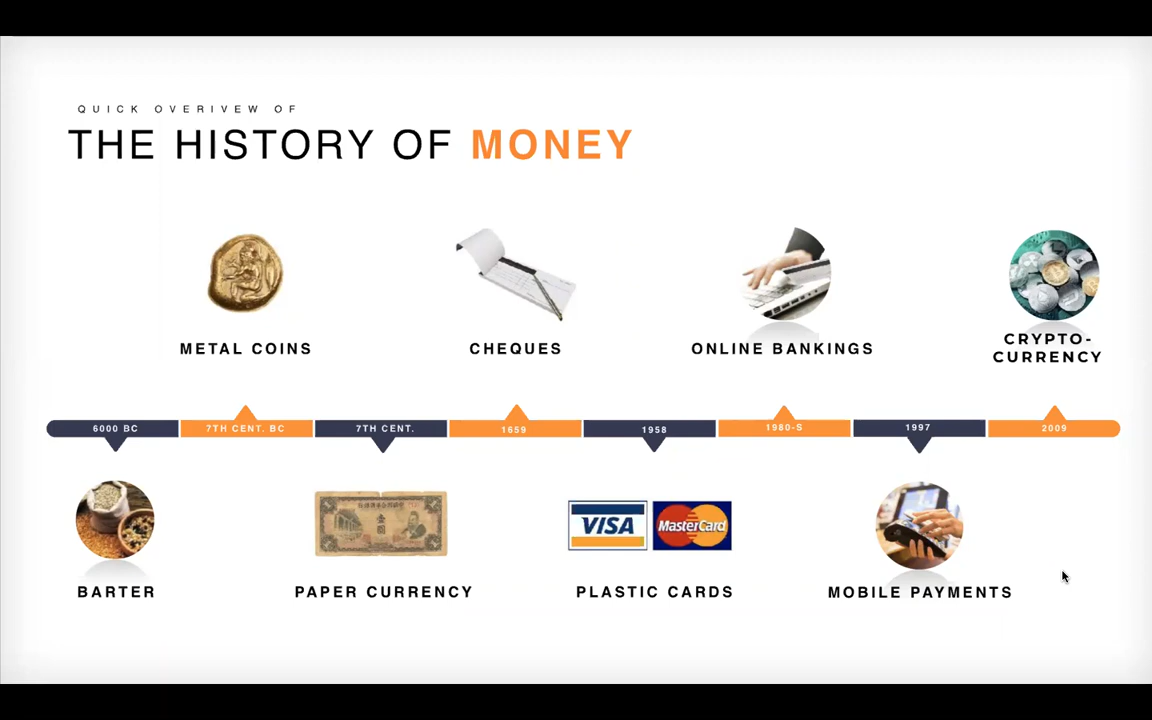 QUICK OVERIVEW OF
THE HISTORY OF MONEY
METAL COINS
CHEQUES
ONLINE BANKINGS
CRYPTO-
CURRENCY
6000 BC
7TH CENT. BC
7TH CENT.
1659
1958
1980-S
1997
2009
VISA
MasterCard
BARTER
PAPER CURRENCY
PLASTIC CARDS
MOBILE PAYMENTS